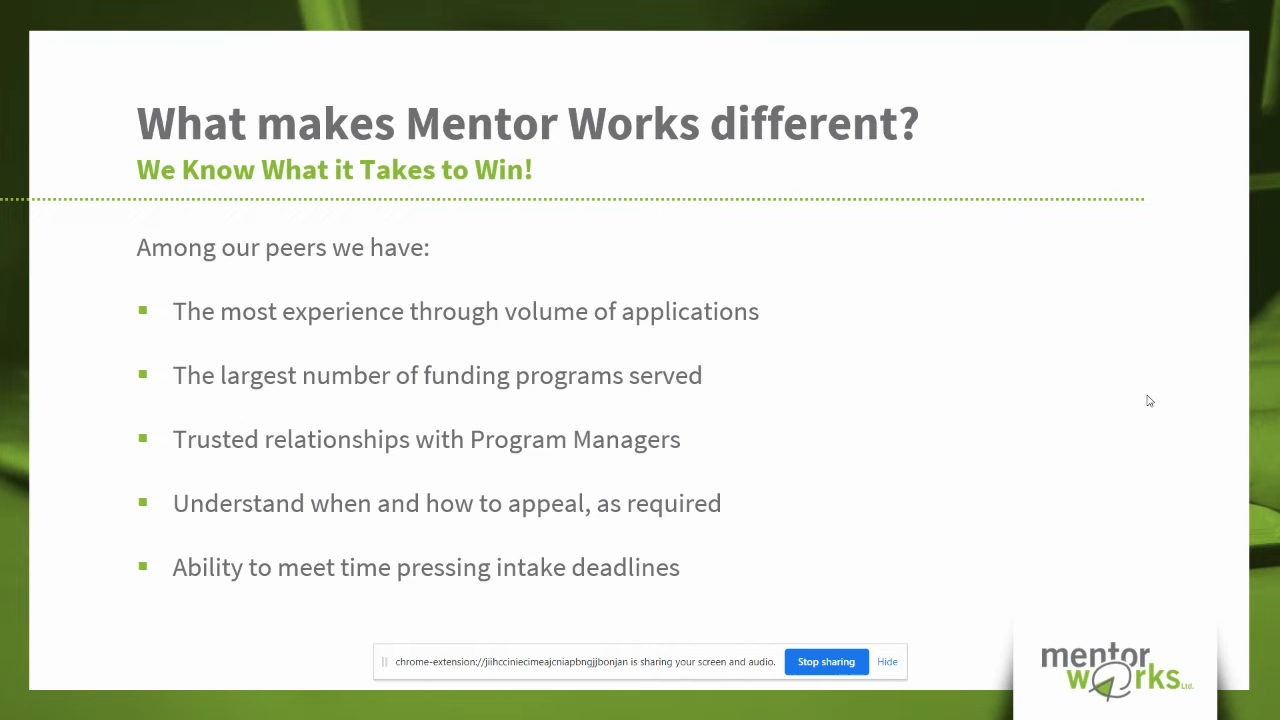 What makes Mentor Works different?
We Know What it Takes to Win!
Among our peers we have:
The most experience through volume of applications
The largest number of funding programs served
Trusted relationships with Program Managers
Understand when and how to appeal, as required
Ability to meet time pressing intake deadlines
chrome-extension://jiihcciniecimeajcniapbngjjbonjan is sharing your screen and audio. Stop sharing Hide
mentor
works Ltd.